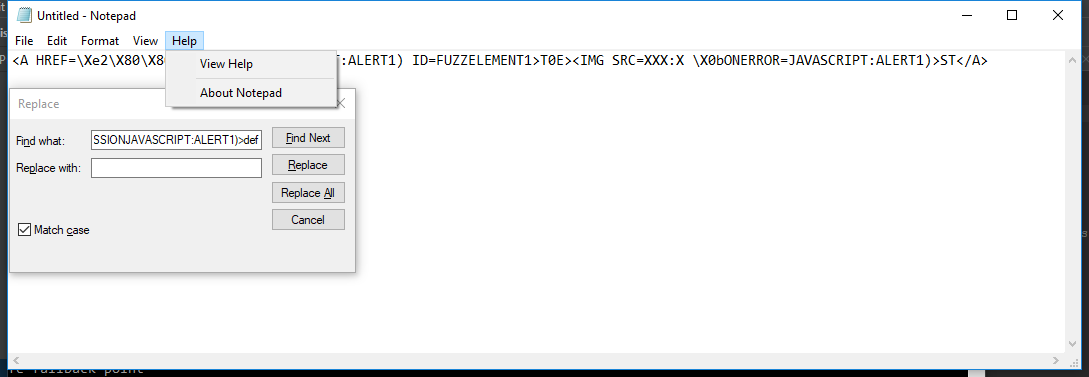 Untitled - Notepad
File Edit Format View Help
<A HREF=\Xe2\X80\X8 :ALERT1) ID=FUZZELEMENT1>T0E><IMG SRC=XXX:X \X0bONERROR=JAVASCRIPT:ALERT1)>ST</A>
View Help
About Notepad
Replace
Find what: SSIONJAVASCRIPT:ALERT1)>def Find Next
Replace with: Replace
Replace All
Cancel
Match case
re fallback point